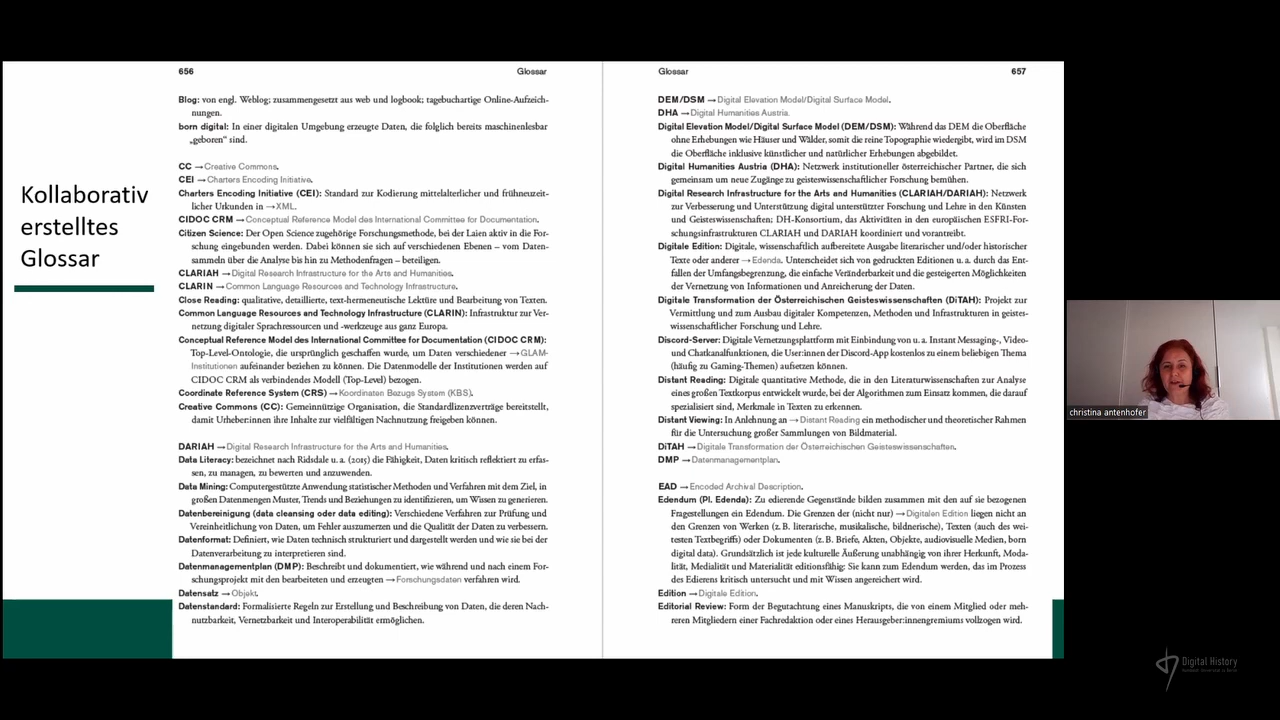 Kollaborativ
erstelltes
Glossar
656 Glossar
Blog: von engl. Weblog; zusammengesetzt aus web und logbook; tagebuchartige Online-Aufzeich-
nungen.
born digital: In einer digitalen Umgebung erzeugte Daten, die folglich bereits maschinenlesbar
„geboren“ sind.
CC → Creative Commons.
CEI → Charters Encoding Initiative.
Charters Encoding Initiative (CEI): Standard zur Kodierung mittelalterlicher und frühneuzeit-
licher Urkunden in → XML.
CIDOC CRM → Conceptual Reference Model des International Committee for Documentation.
Citizen Science: Der Open Science zugehörige Forschungsmethode, bei der Laien aktiv in die For-
schung eingebunden werden. Dabei können sie sich auf verschiedenen Ebenen – vom Daten-
sammeln über die Analyse bis hin zu Methodenfragen – beteiligen.
CLARIAH → Digital Research Infrastructure for the Arts and Humanities.
CLARIN → Common Language Resources and Technology Infrastructure.
Close Reading: qualitative, detaillierte, text-hermeneutische Lektüre und Bearbeitung von Texten.
Common Language Resources and Technology Infrastructure (CLARIN): Infrastruktur zur Ver-
netzung digitaler Sprachressourcen und -werkzeuge aus ganz Europa.
Conceptual Reference Model des International Committee for Documentation (CIDOC CRM):
Top-Level-Ontologie, die ursprünglich geschaffen wurde, um Daten verschiedener → GLAM-
Institutionen aufeinander beziehen zu können. Die Datenmodelle der Institutionen werden auf
CIDOC CRM als verbindendes Modell (Top-Level) bezogen.
Coordinate Reference System (CRS) → Koordinaten Bezugs System (KBS).
Creative Commons (CC): Gemeinnützige Organisation, die Standardlizenzverträge bereitstellt,
damit Urheber:innen ihre Inhalte zur vielfältigen Nachnutzung freigeben können.
DARIAH → Digital Research Infrastructure for the Arts and Humanities.
Data Literacy: bezeichnet nach Ridsdale u. a. (2015) die Fähigkeit, Daten kritisch reflektiert zu erfas-
sen, zu managen, zu bewerten und anzuwenden.
Data Mining: Computergestützte Anwendung statistischer Methoden und Verfahren mit dem Ziel, in
großen Datenmengen Muster, Trends und Beziehungen zu identifizieren, um Wissen zu generieren.
Datenbereinigung (data cleansing oder data editing): Verschiedene Verfahren zur Prüfung und
Vereinheitlichung von Daten, um Fehler auszumerzen und die Qualität der Daten zu verbessern.
Datenformat: Definiert, wie Daten technisch strukturiert und dargestellt werden und wie sie bei der
Datenverarbeitung zu interpretieren sind.
Datenmanagementplan (DMP): Beschreibt und dokumentiert, wie während und nach einem For-
schungsprojekt mit den bearbeiteten und erzeugten → Forschungsdaten verfahren wird.
Datensatz → Objekt.
Datenstandard: Formalisierte Regeln zur Erstellung und Beschreibung von Daten, die deren Nach-
nutzbarkeit, Vernetzbarkeit und Interoperabilität ermöglichen.
Glossar 657
DEM/DSM → Digital Elevation Model/Digital Surface Model.
DHA → Digital Humanities Austria.
Digital Elevation Model/Digital Surface Model (DEM/DSM): Während das DEM die Oberfläche
ohne Erhebungen wie Häuser und Wälder, somit die reine Topographie wiedergibt, wird im DSM
die Oberfläche inklusive künstlicher und natürlicher Erhebungen abgebildet.
Digital Humanities Austria (DHA): Netzwerk institutioneller österreichischer Partner, die sich
gemeinsam um neue Zugänge zu geisteswissenschaftlicher Forschung bemühen.
Digital Research Infrastructure for the Arts and Humanities (CLARIAH/DARIAH): Netzwerk
zur Verbesserung und Unterstützung digital unterstützter Forschung und Lehre in den Künsten
und Geisteswissenschaften; DH-Konsortium, das Aktivitäten in den europäischen ESFRI-For-
schungsinfrastrukturen CLARIAH und DARIAH koordiniert und vorantreibt.
Digitale Edition: Digitale, wissenschaftlich aufbereitete Ausgabe literarischer und/oder historischer
Texte oder anderer → Edenda. Unterscheidet sich von gedruckten Editionen u. a. durch das Ent-
fallen der Umfangsbegrenzung, die einfache Veränderbarkeit und die gesteigerten Möglichkeiten
der Vernetzung von Informationen und Anreicherung der Daten.
Digitale Transformation der Österreichischen Geisteswissenschaften (DiTAH): Projekt zur
Vermittlung und zum Ausbau digitaler Kompetenzen, Methoden und Infrastrukturen in geistes-
wissenschaftlicher Forschung und Lehre.
Discord-Server: Digitale Vernetzungsplattform mit Einbindung von u. a. Instant Messaging-, Video-
und Chatkanalfunktionen, die User:innen der Discord-App kostenlos zu einem beliebigen Thema
(häufig zu Gaming-Themen) aufsetzen können.
Distant Reading: Digitale quantitative Methode, die in den Literaturwissenschaften zur Analyse
eines großen Textkorpus entwickelt wurde, bei der Algorithmen zum Einsatz kommen, die darauf
spezialisiert sind, Merkmale in Texten zu erkennen.
Distant Viewing: In Anlehnung an → Distant Reading ein methodischer und theoretischer Rahmen
für die Untersuchung großer Sammlungen von Bildmaterial.
DiTAH → Digitale Transformation der Österreichischen Geisteswissenschaften.
DMP → Datenmanagementplan.
EAD → Encoded Archival Description.
Edendum (Pl. Edenda): Zu edierende Gegenstände bilden zusammen mit den auf sie bezogenen
Fragestellungen ein Edendum. Die Grenzen der (nicht nur) → Digitalen Edition liegen nicht an
den Grenzen von Werken (z. B. literarische, musikalische, bildnerische), Texten (auch des wei-
testen Textbegriffs) oder Dokumenten (z. B. Briefe, Akten, Objekte, audiovisuelle Medien, born
digital data). Grundsätzlich ist jede kulturelle Äußerung unabhängig von ihrer Herkunft, Moda-
lität, Medialität und Materialität editionsfähig: Sie kann zum Edendum werden, das im Prozess
des Edierens kritisch untersucht und mit Wissen angereichert wird.
Edition → Digitale Edition.
Editorial Review: Form der Begutachtung eines Manuskripts, die von einem Mitglied oder meh-
reren Mitgliedern einer Fachredaktion oder eines Herausgeber:innengremiums vollzogen wird.
christina antenhofer
Digital History